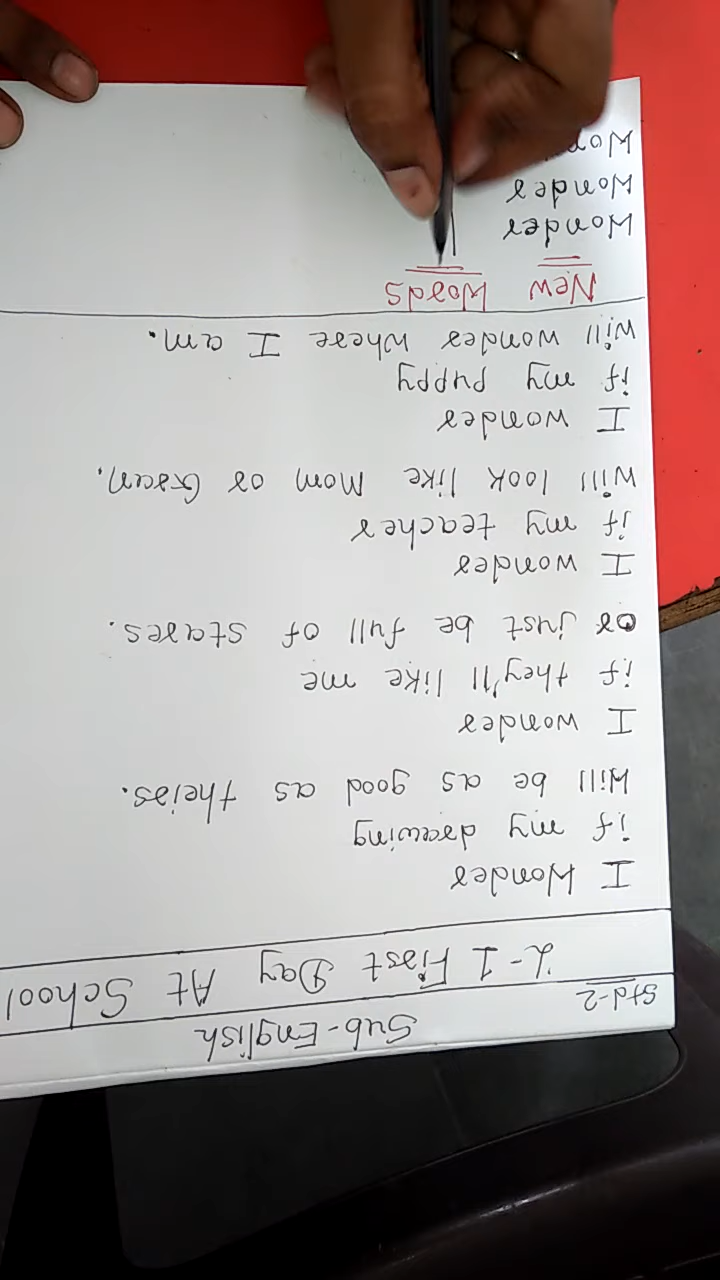 Sub-English
Std-2
L-1 First Day At School
I Wonder
if my drawing
Will be as good as theirs.
I wonder
if they'll like me
or just be full of stares.
I wonder
if my teacher
will look like Mom or Gram.
I wonder
if my puppy
will wonder where I am.
New Words
Wonder
Wonder